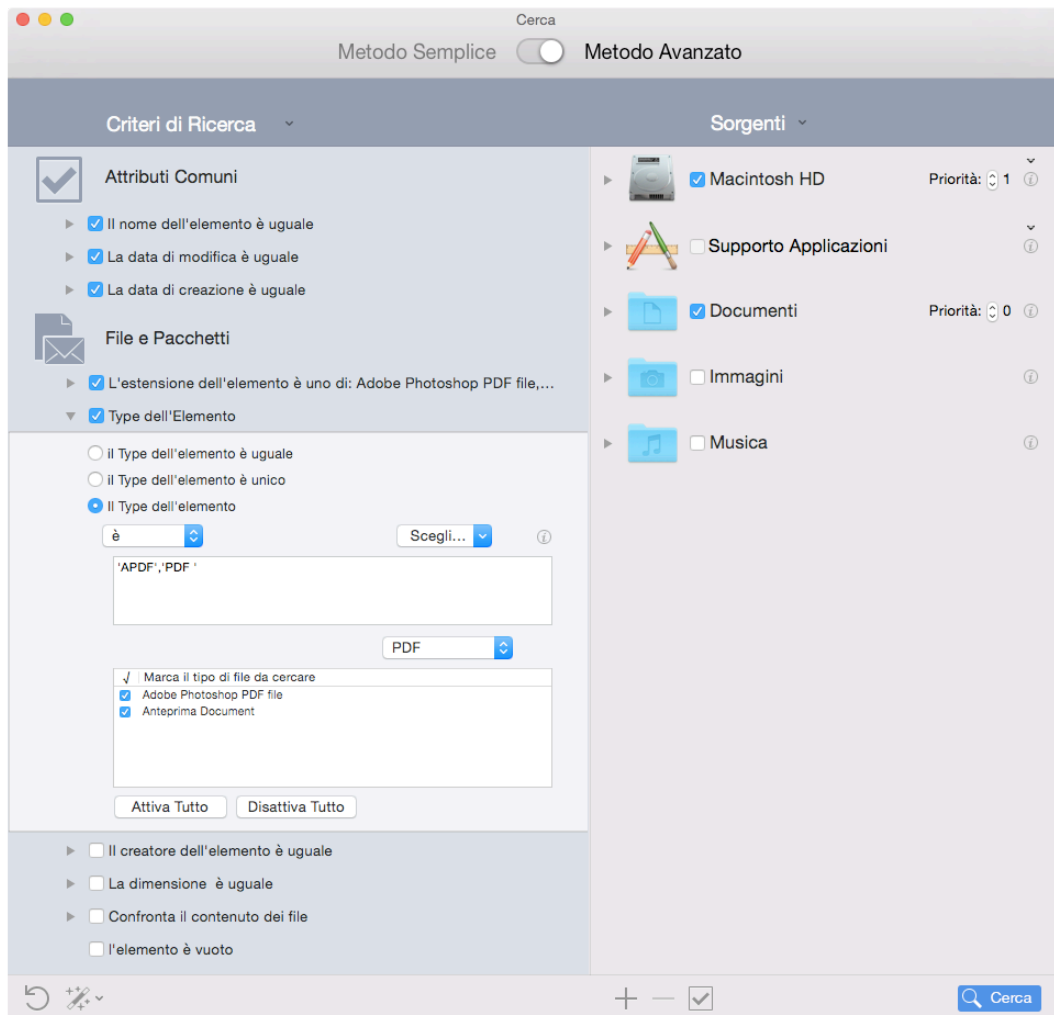 Cerca
Metodo Semplice Metodo Avanzato
Criteri di Ricerca
Attributi Comuni
Il nome dell'elemento è uguale
La data di modifica è uguale
La data di creazione è uguale
File e Pacchetti
L'estensione dell'elemento è uno di: Adobe Photoshop PDF file,...
Type dell'Elemento
il Type dell'elemento è uguale
il Type dell'elemento è unico
Il Type dell'elemento
è Scegli...
'APDF','PDF '
PDF
√ Marca il tipo di file da cercare
Adobe Photoshop PDF file
Anteprima Document
Attiva Tutto Disattiva Tutto
Il creatore dell'elemento è uguale
La dimensione è uguale
Confronta il contenuto dei file
l'elemento è vuoto
Sorgenti
Macintosh HD Priorità: 1
Supporto Applicazioni
Documenti Priorità: 0
Immagini
Musica
Cerca